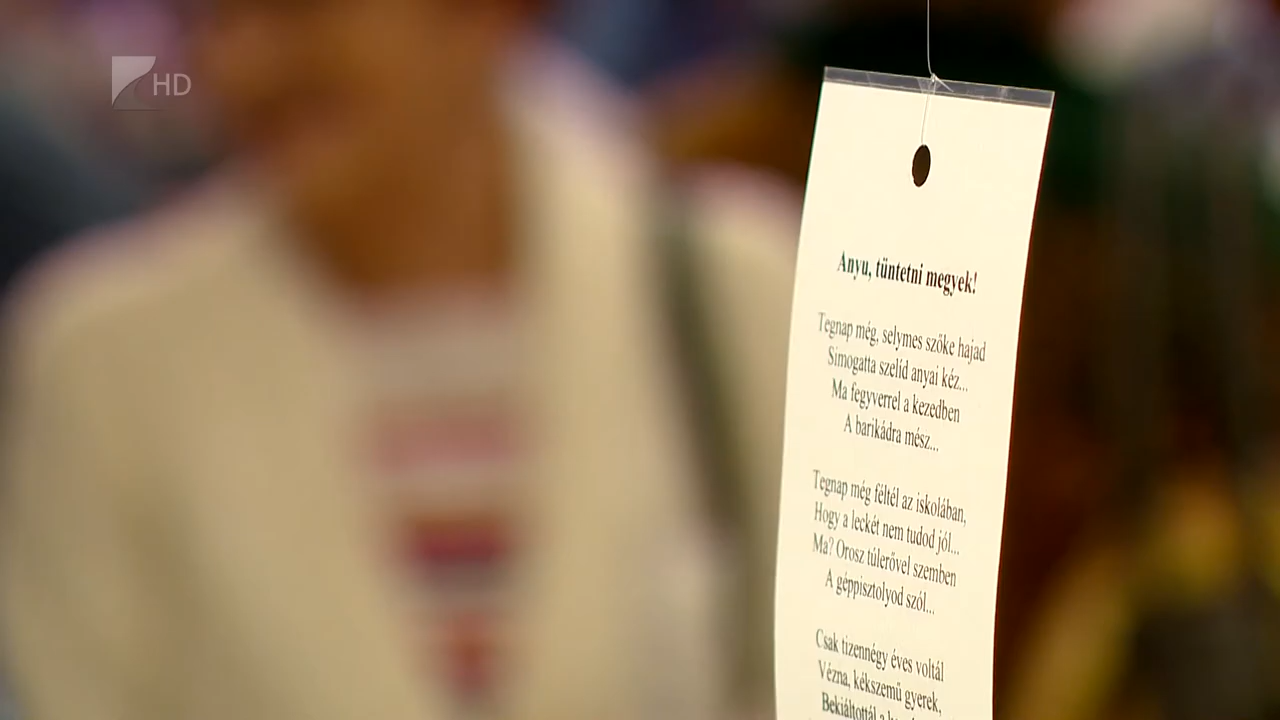 HD
Anyu, tüntetni megyek!
Tegnap még, selymes szőke hajad
Simogatta szelíd anyai kéz...
Ma fegyverrel a kezedben
A barikádra mész...
Tegnap még féltél az iskolában,
Hogy a leckét nem tudod jól...
Ma? Orosz túlerővel szemben
A géppisztolyod szól...
Csak tizennégy éves voltál
Vézna, kékszemű gyerek,
Bekiáltottál a